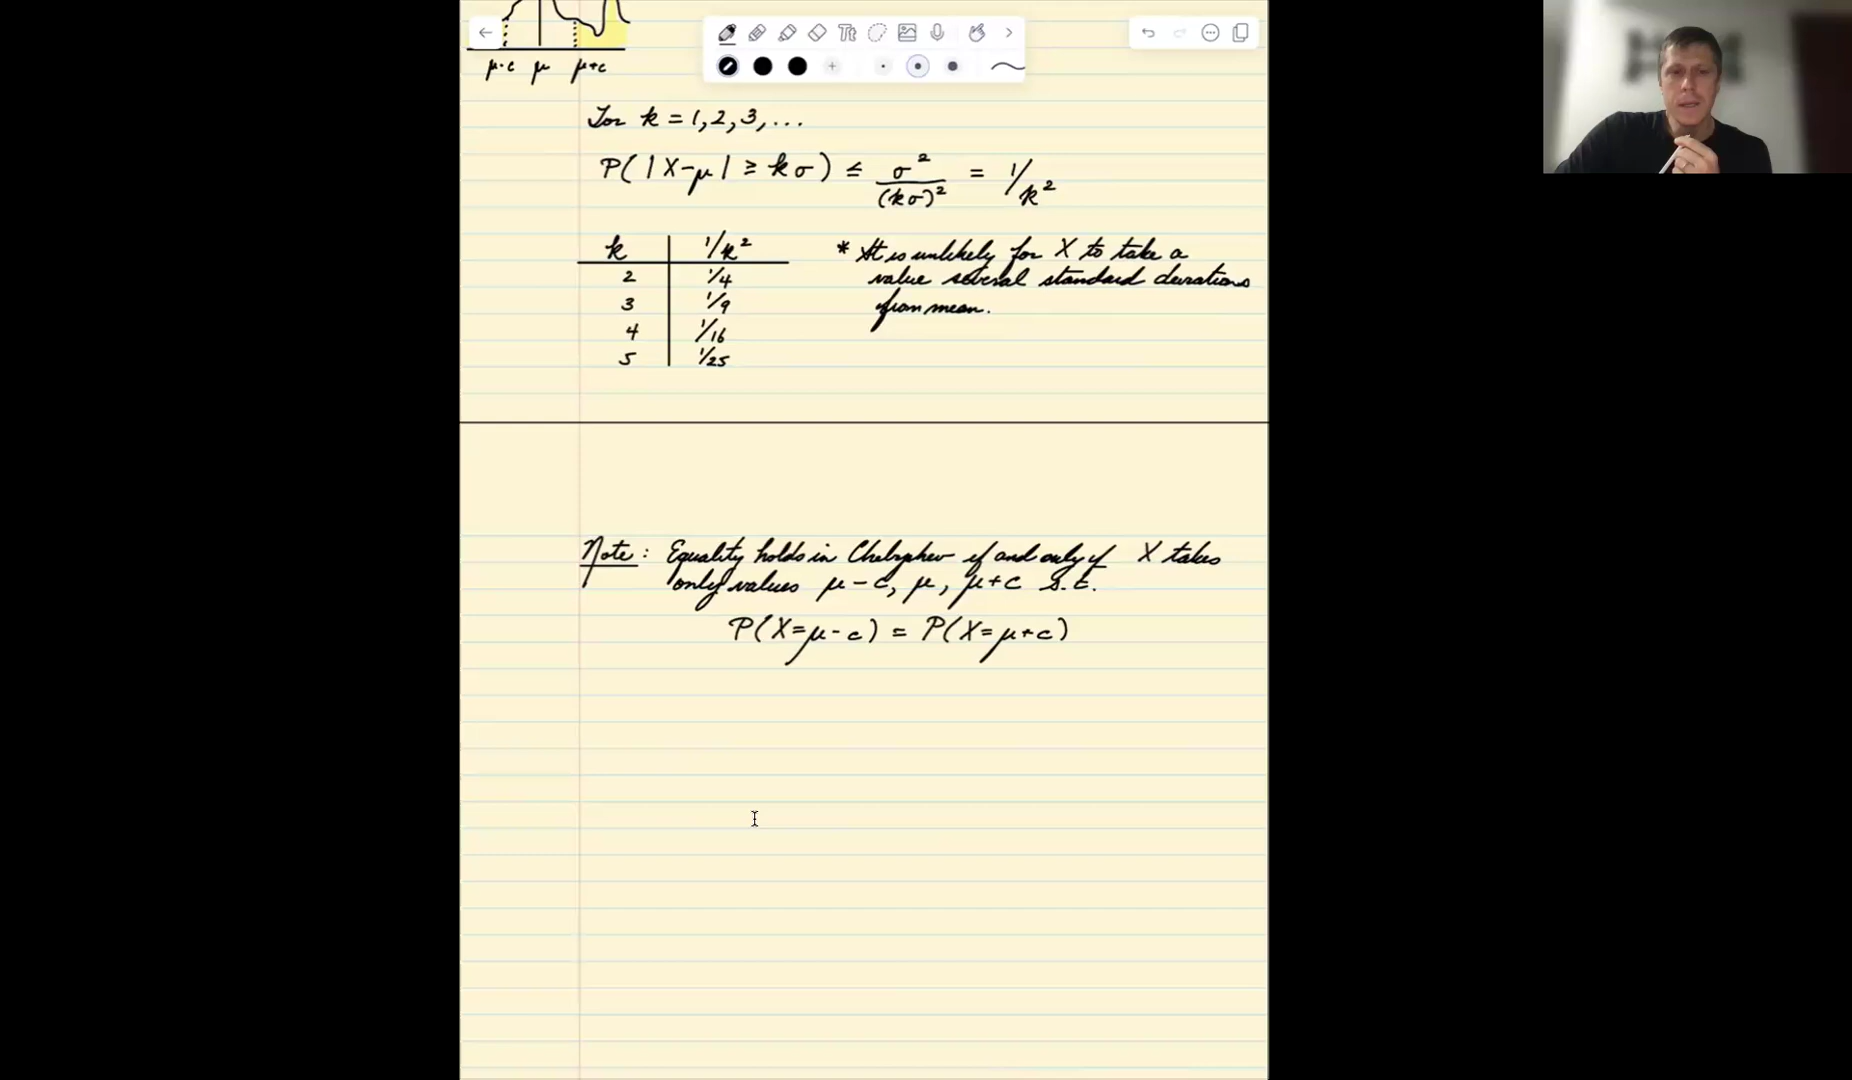 μ-c μ μ+c
Tt
For k = 1, 2, 3, ...
P( |X-μ| ≥ kσ ) ≤ σ² / (kσ)² = 1/k²
k | 1/k²
2 | 1/4
3 | 1/9
4 | 1/16
5 | 1/25
* It is unlikely for X to take a
value several standard deviations
from mean.
Note: Equality holds in Chebyshev if and only if X takes
only values μ-c, μ, μ+c s.t.
P(X=μ-c) = P(X=μ+c)